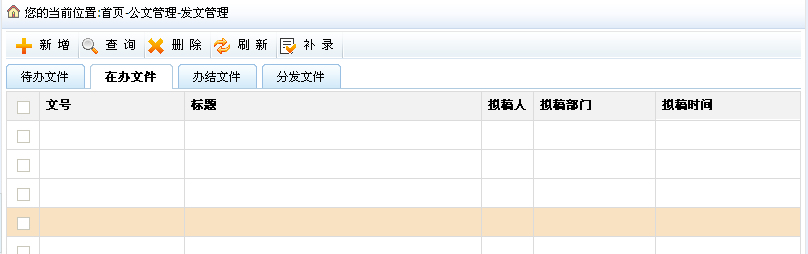 您的当前位置:首页-公文管理-发文管理
新增 查询 删除 刷新 补录
待办文件 在办文件 办结文件 分发文件
文号 标题 拟稿人 拟稿部门 拟稿时间